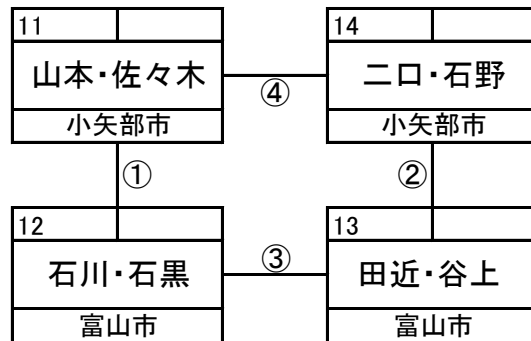 11
14
山本・佐々木
二口・石野
④
小矢部市
小矢部市
①
②
12
13
石川・石黒
③
田近・谷上
富山市
富山市